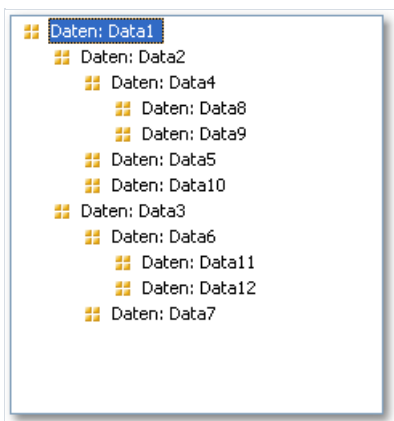 Daten: Data1
Daten: Data2
Daten: Data4
Daten: Data8
Daten: Data9
Daten: Data5
Daten: Data10
Daten: Data3
Daten: Data6
Daten: Data11
Daten: Data12
Daten: Data7